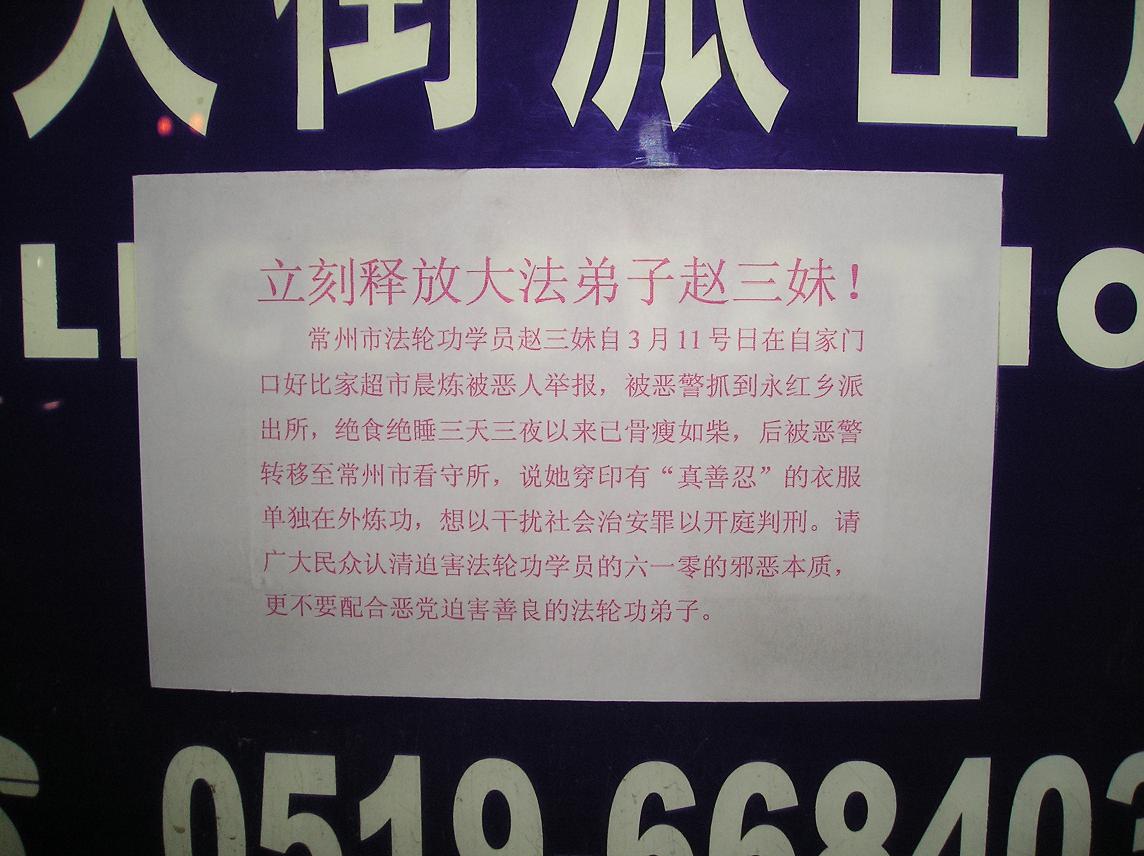 大街派出所
立刻释放大法弟子赵三妹！
常州市法轮功学员赵三妹自3月11号日在自家门
口好比家超市晨炼被恶人举报，被恶警抓到永红乡派
出所，绝食绝睡三天三夜以来已骨瘦如柴，后被恶警
转移至常州市看守所，说她穿印有“真善忍”的衣服
单独在外炼功，想以干扰社会治安罪以开庭判刑。请
广大民众认清迫害法轮功学员的六一零的邪恶本质，
更不要配合恶党迫害善良的法轮功弟子。
0519 668403